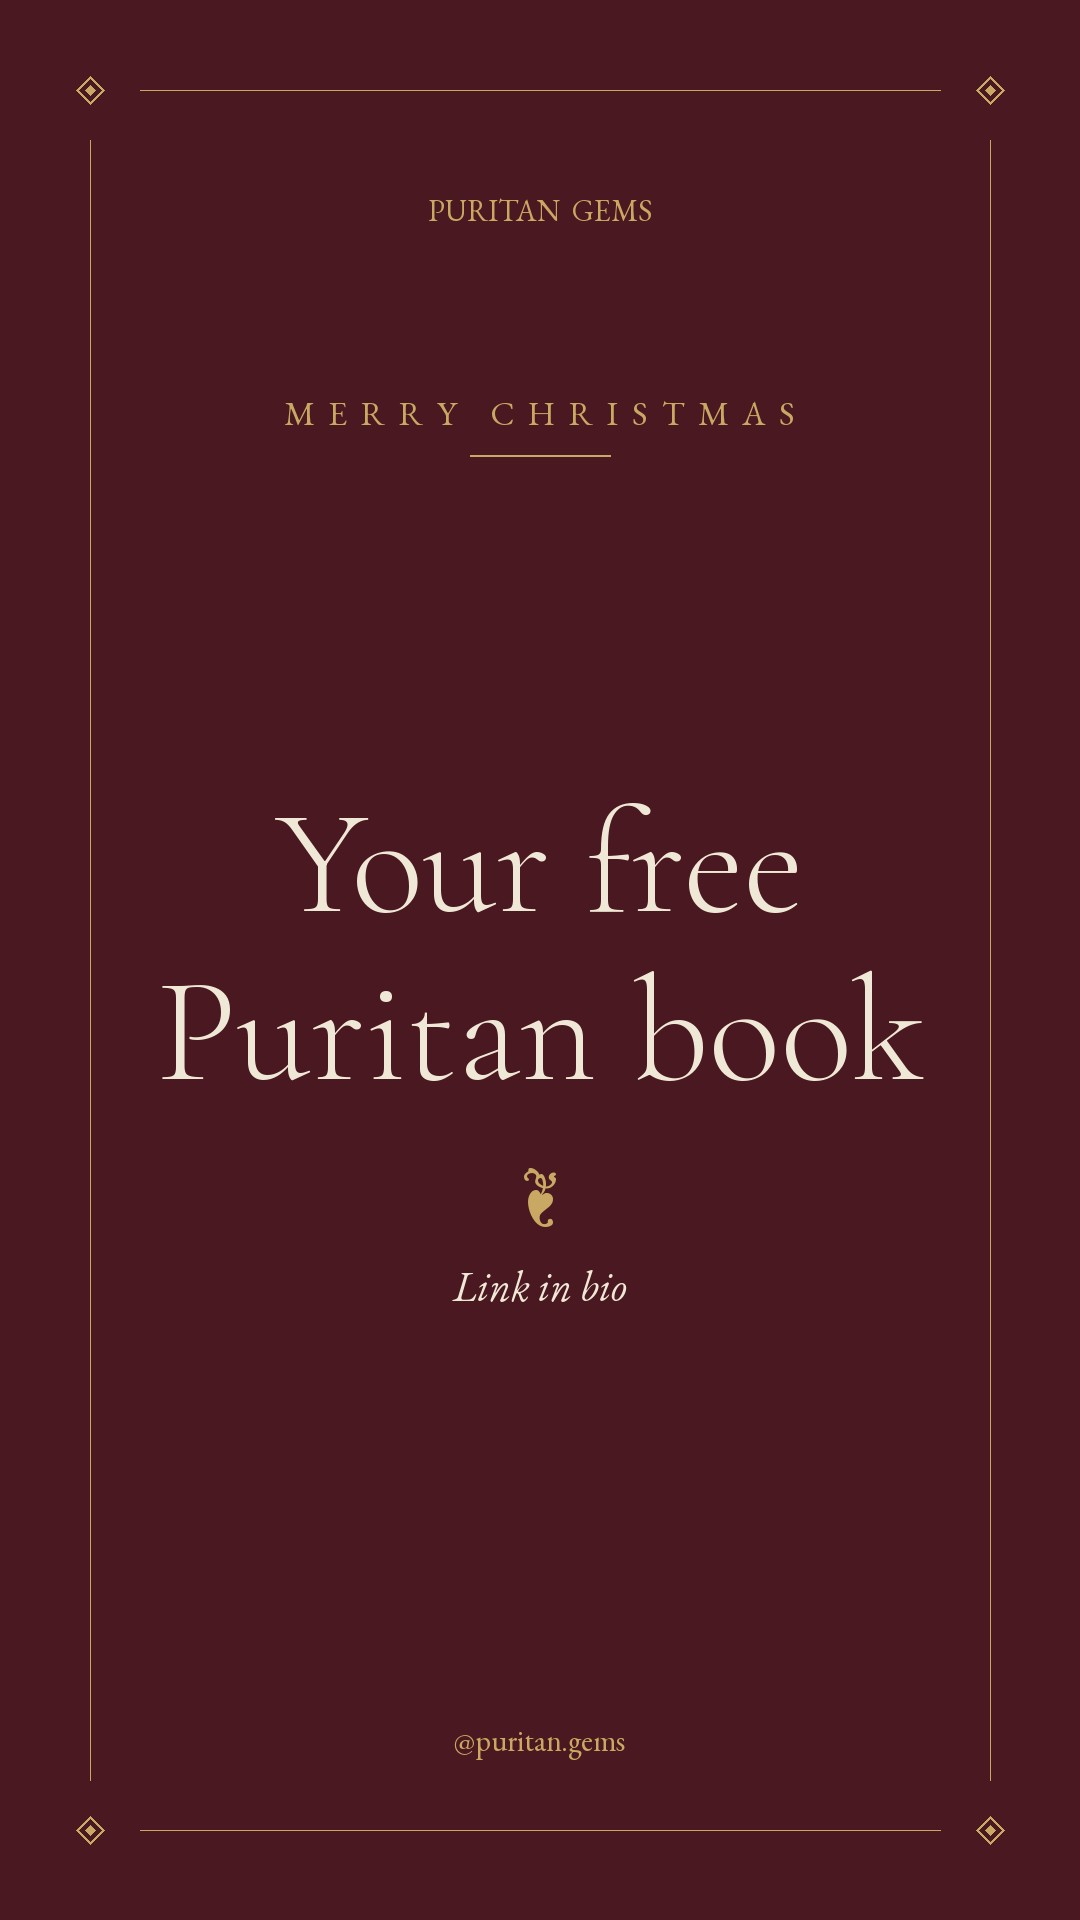 PURITAN GEMS
MERRY CHRISTMAS
Your free
Puritan book
Link in bio
@puritan.gems